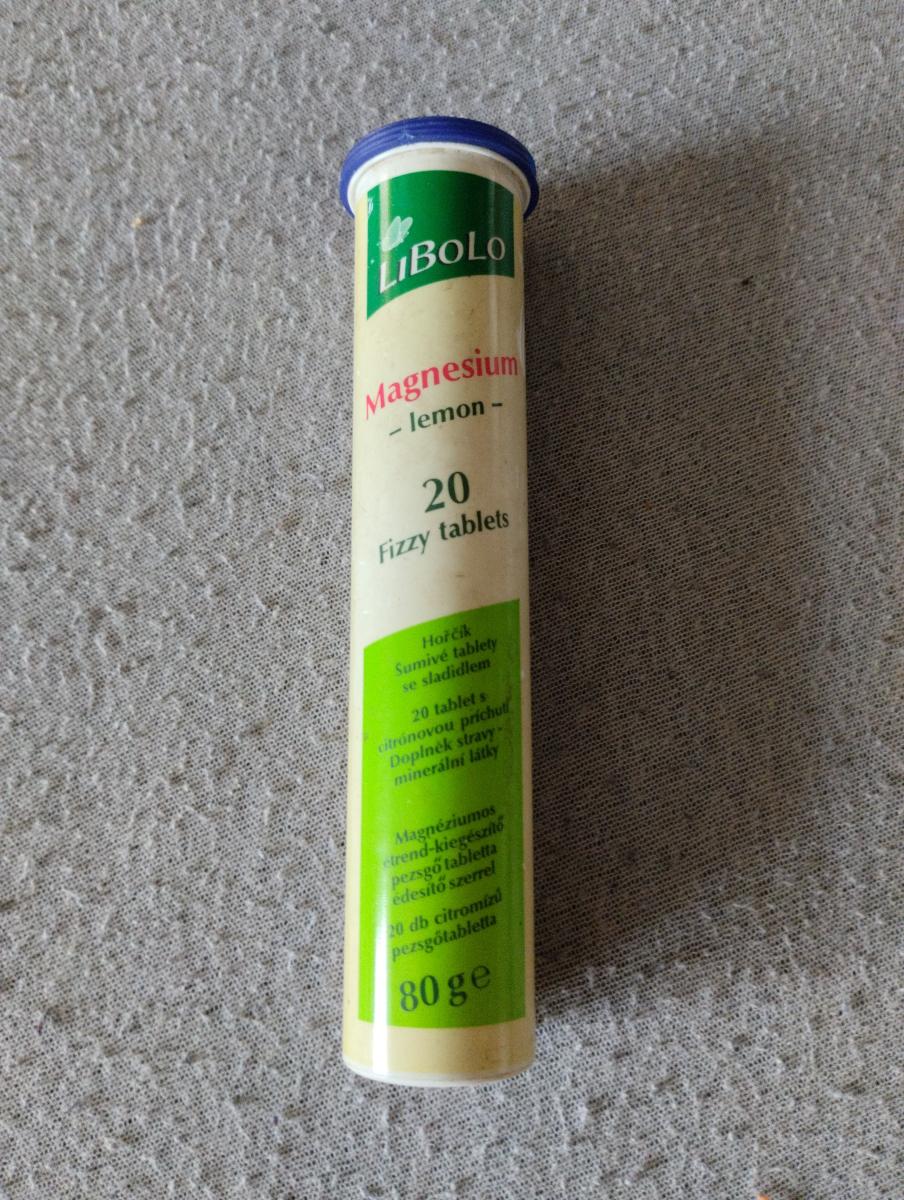 LiBoLo
Magnesium
– lemon –
20
Fizzy tablets
Hořčík
Šumivé tablety
se sladidlem
20 tablet s
citrónovou príchutí
Doplněk stravy -
minerální látky
Magnéziumos
étrend-kiegészítő
pezsgő tabletta
édesítő szerrel
20 db citromízű
pezsgőtabletta
80 g e